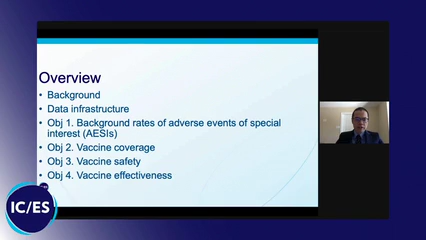 Overview
• Background
• Data infrastructure
• Obj 1. Background rates of adverse events of special
interest (AESIs)
• Obj 2. Vaccine coverage
• Obj 3. Vaccine safety
• Obj 4. Vaccine effectiveness
IC/ES